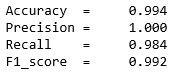 Accuracy  =     0.994
Precision =     1.000
Recall    =     0.984
F1_score  =     0.992